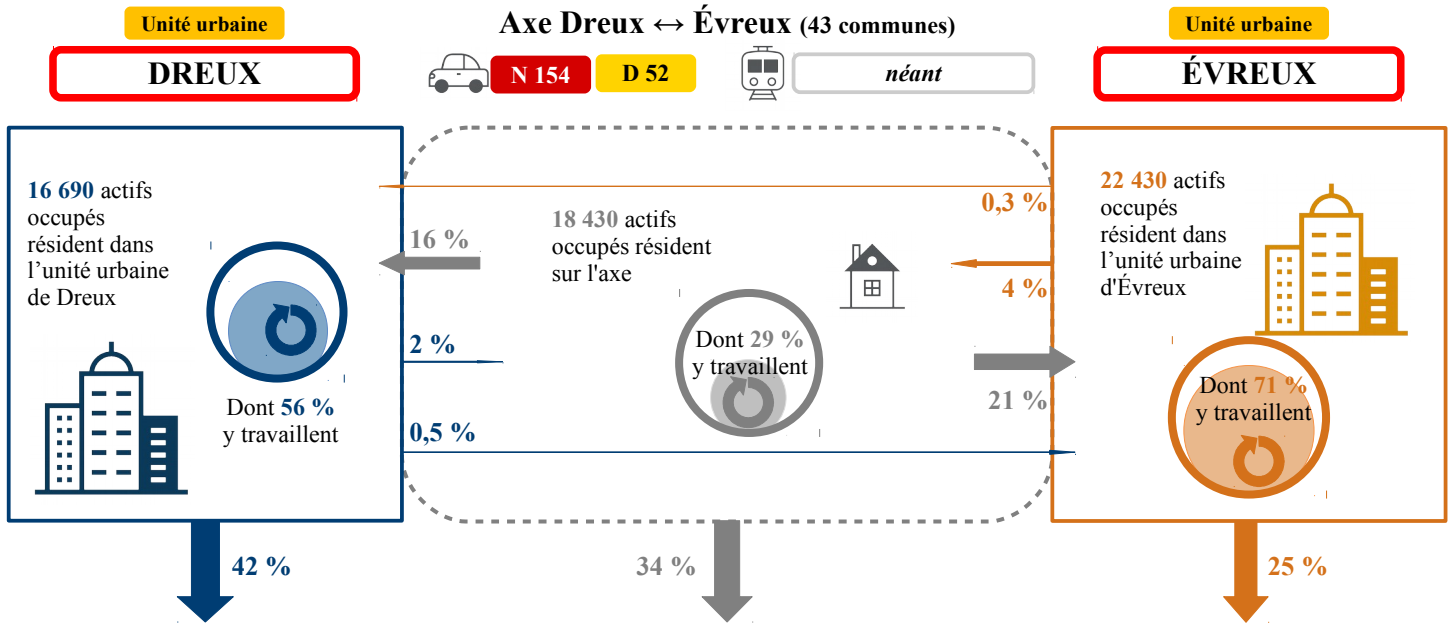 Unité urbaine
DREUX
Axe Dreux ↔ Évreux (43 communes)
N 154
D 52
néant
Unité urbaine
ÉVREUX
16 690 actifs
occupés
résident dans
l’unité urbaine
de Dreux
Dont 56 %
y travaillent
16 %
2 %
0,5 %
18 430 actifs
occupés résident
sur l'axe
Dont 29 %
y travaillent
0,3 %
4 %
21 %
22 430 actifs
occupés
résident dans
l’unité urbaine
d'Évreux
Dont 71 %
y travaillent
42 %
34 %
25 %